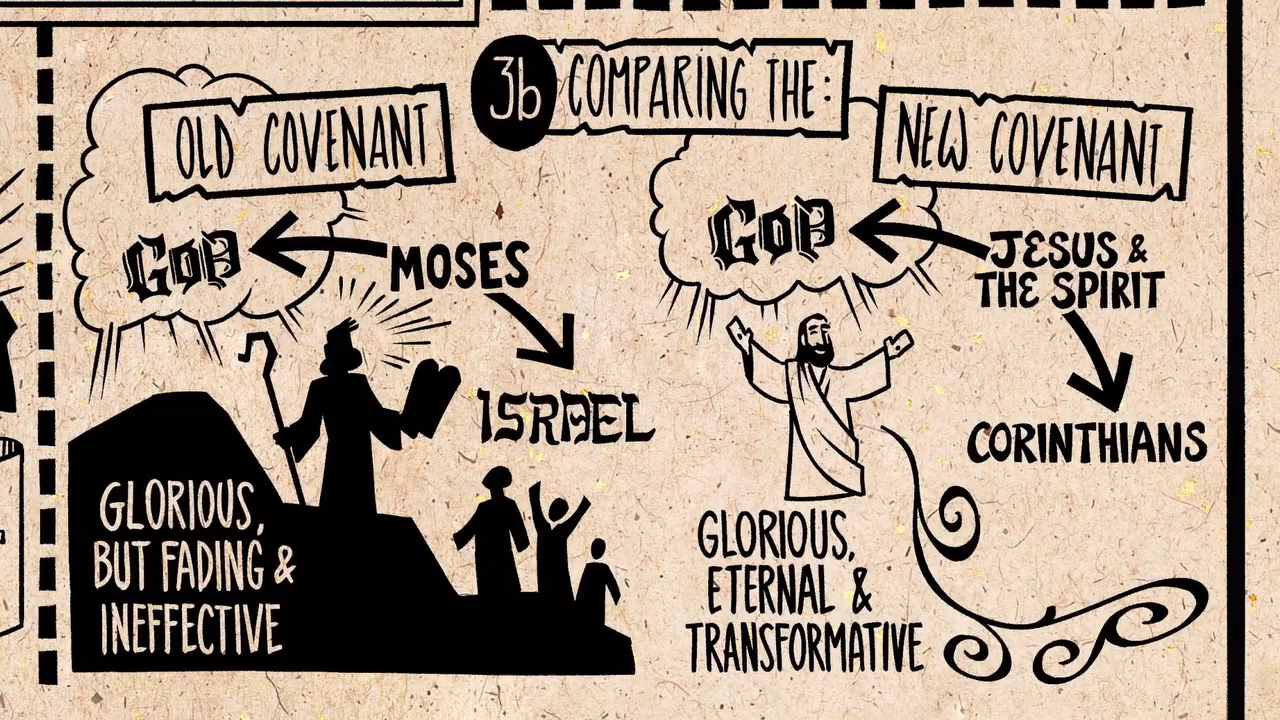 3b COMPARING THE:
OLD COVENANT
GOD
MOSES
ISRAEL
GLORIOUS,
BUT FADING &
INEFFECTIVE
NEW COVENANT
GOD
JESUS &
THE SPIRIT
CORINTHIANS
GLORIOUS,
ETERNAL &
TRANSFORMATIVE